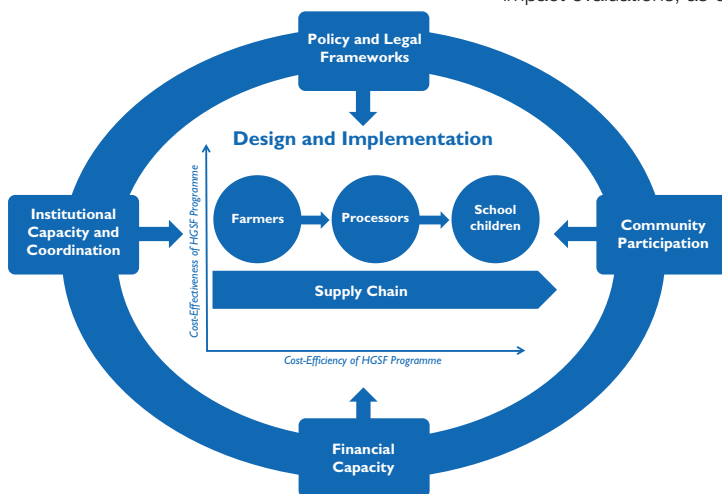 Policy and Legal
Frameworks
Design and Implementation
Institutional
Capacity and
Coordination
Cost-Effectiveness of HGSF Programme
Farmers
Processors
School
children
Community
Participation
Supply Chain
Cost-Efficiency of HGSF Programme
Financial
Capacity